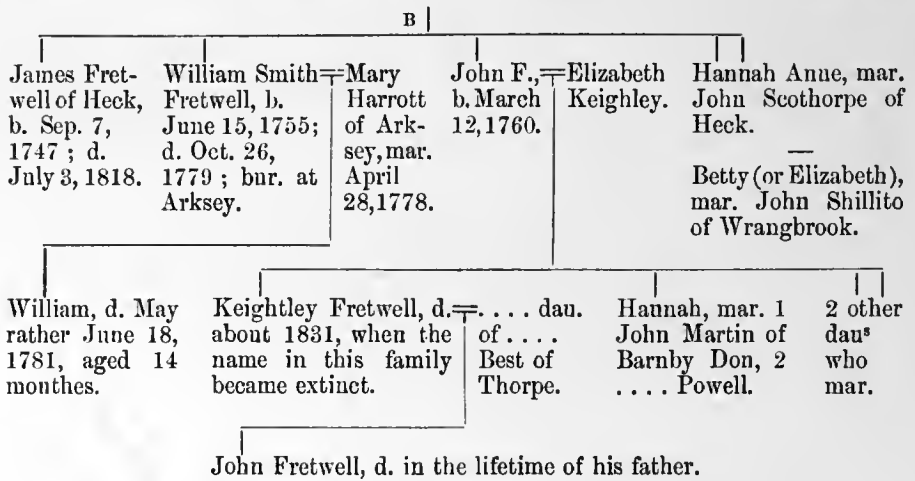 B
James Fret-
well of Heck,
b. Sep. 7,
1747 ; d.
July 3, 1818.
William Smith
Fretwell, b.
June 15, 1755;
d. Oct. 26,
1779 ; bur. at
Arksey.
Mary
Harrott
of Ark-
sey, mar.
April
28, 1778.
John F.,
b. March
12, 1760.
Elizabeth
Keighley.
Hannah Anne, mar.
John Scothorpe of
Heck.
—
Betty (or Elizabeth),
mar. John Shillito
of Wrangbrook.
William, d. May
rather June 18,
1781, aged 14
monthes.
Keightley Fretwell, d.
about 1831, when the
name in this family
became extinct.
. . . . dau.
of . . . .
Best of
Thorpe.
Hannah, mar. 1
John Martin of
Barnby Don, 2
. . . . Powell.
2 other
dauˢ
who
mar.
John Fretwell, d. in the lifetime of his father.